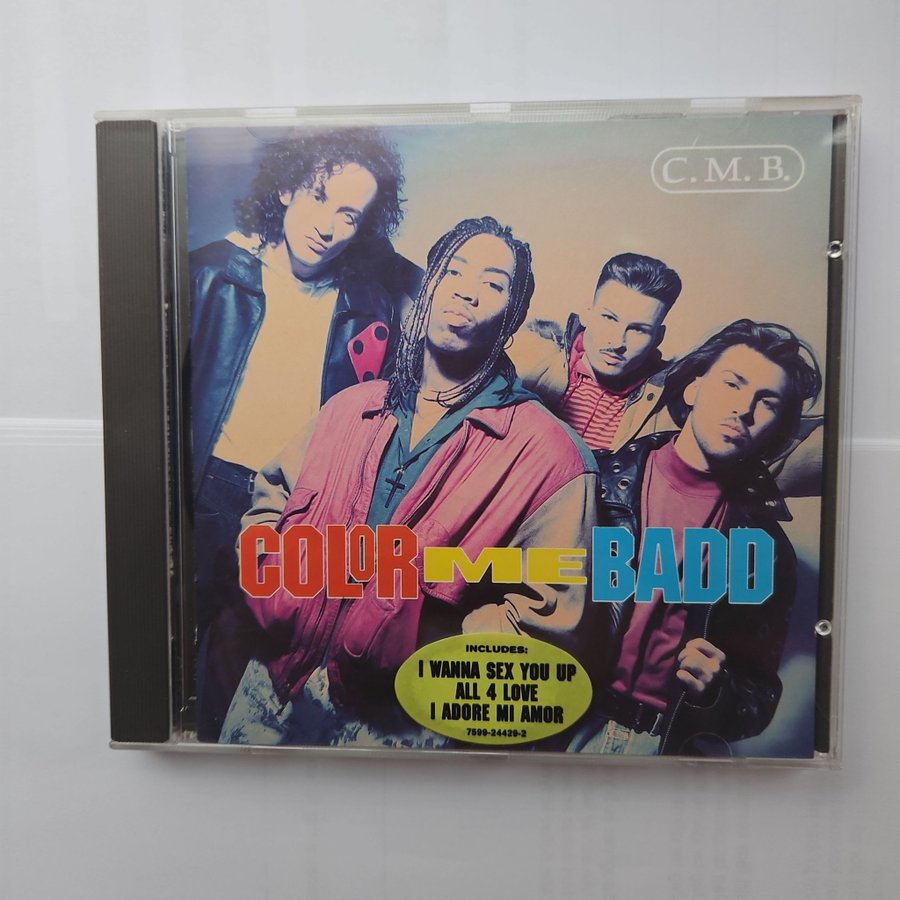 C.M.B.
COLOR ME BADD
INCLUDES:
I WANNA SEX YOU UP
ALL 4 LOVE
I ADORE MI AMOR
7599-24429-2